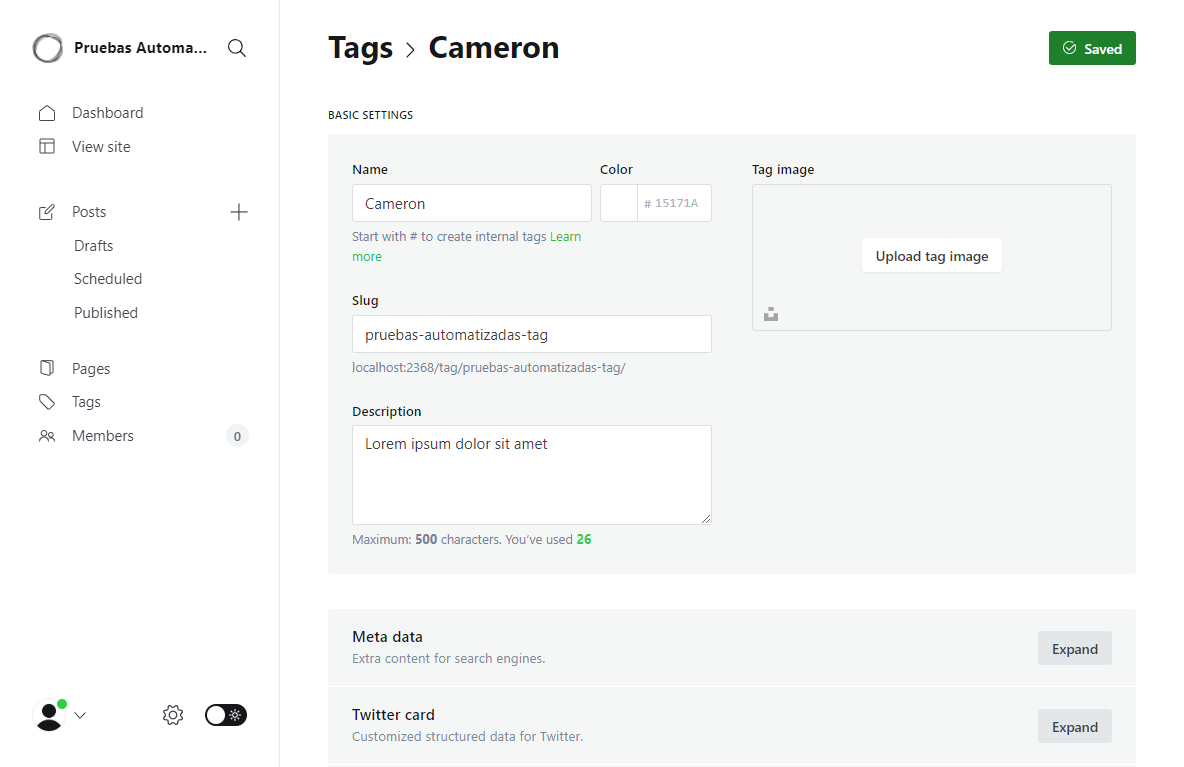 Pruebas Automa...
Dashboard
View site
Posts
Drafts
Scheduled
Published
Pages
Tags
Members
0
Tags > Cameron
Saved
BASIC SETTINGS
Name
Color
Tag image
Cameron
# 15171A
Start with # to create internal tags Learn
more
Upload tag image
Slug
pruebas-automatizadas-tag
localhost:2368/tag/pruebas-automatizadas-tag/
Description
Lorem ipsum dolor sit amet
Maximum: 500 characters. You’ve used 26
Meta data
Extra content for search engines.
Expand
Twitter card
Customized structured data for Twitter.
Expand